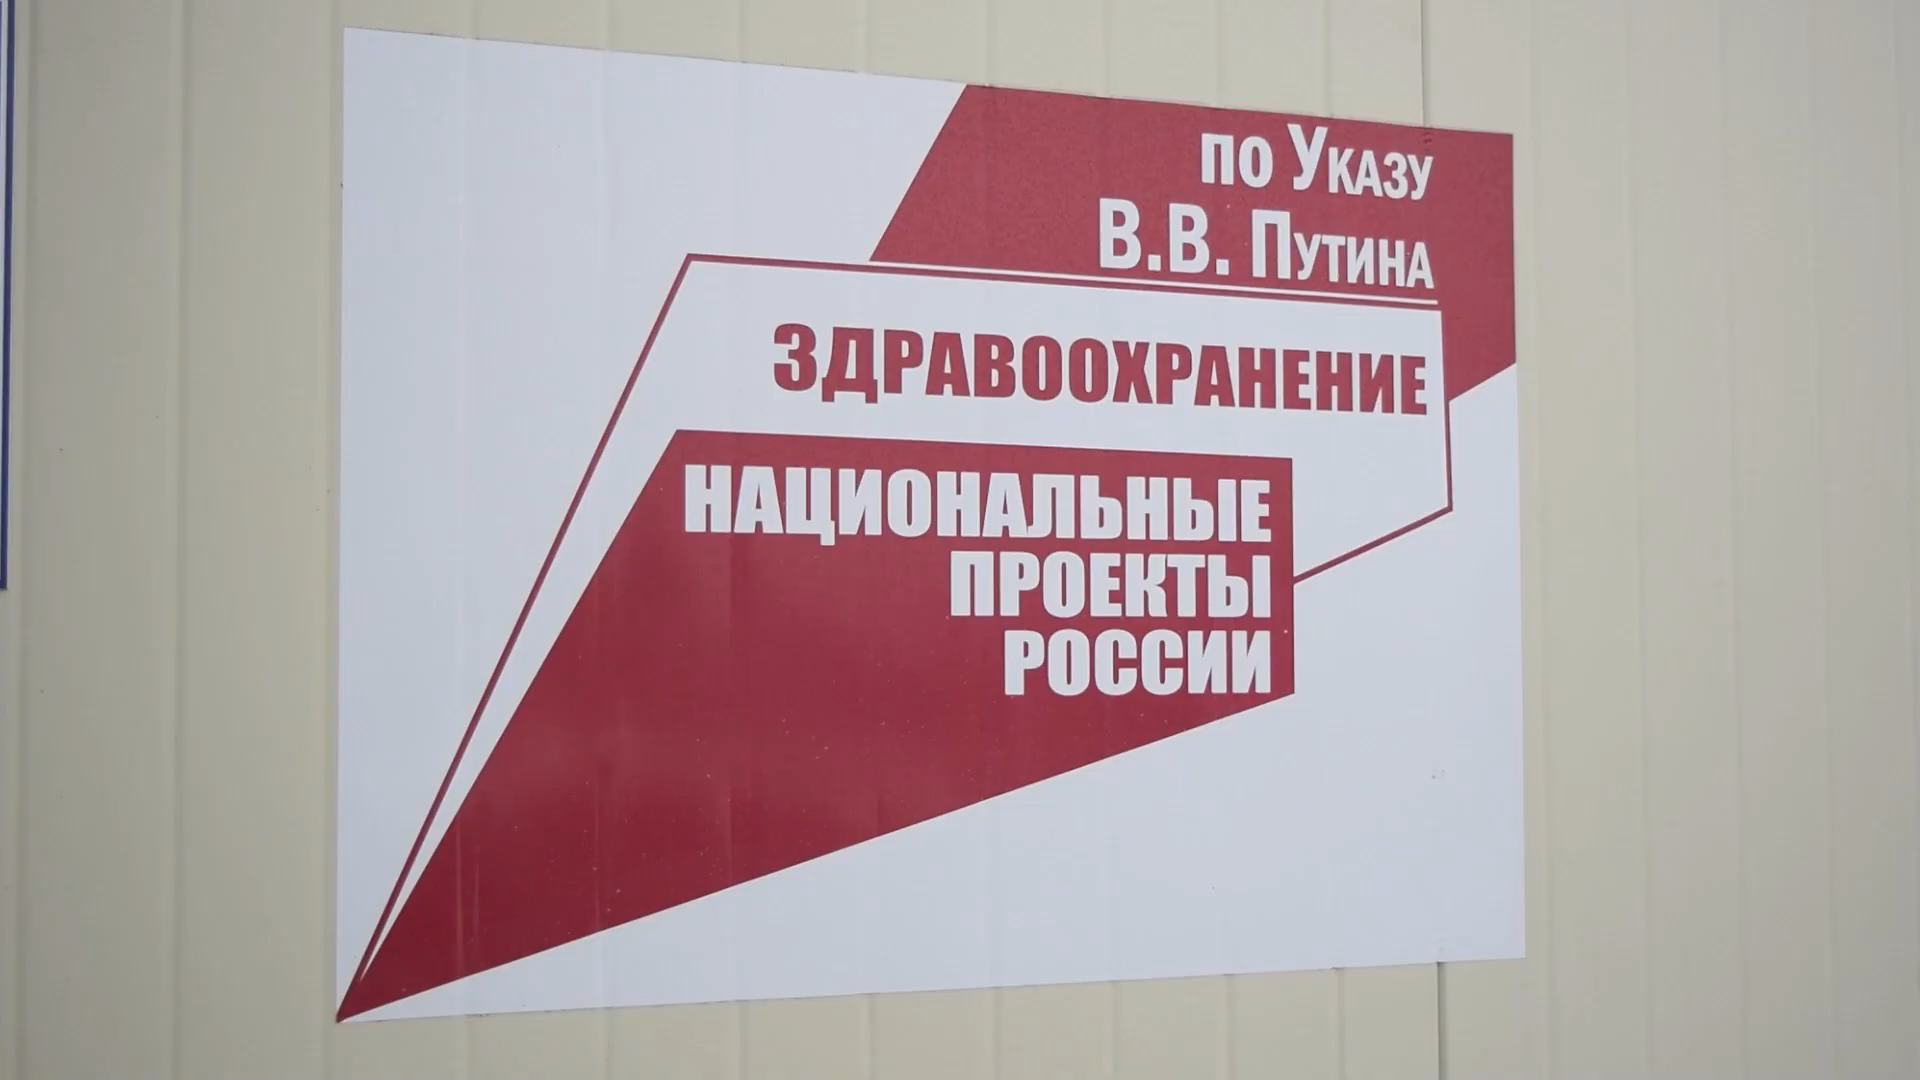 по Указу
В.В. Путина
ЗДРАВООХРАНЕНИЕ
НАЦИОНАЛЬНЫЕ
ПРОЕКТЫ
РОССИИ